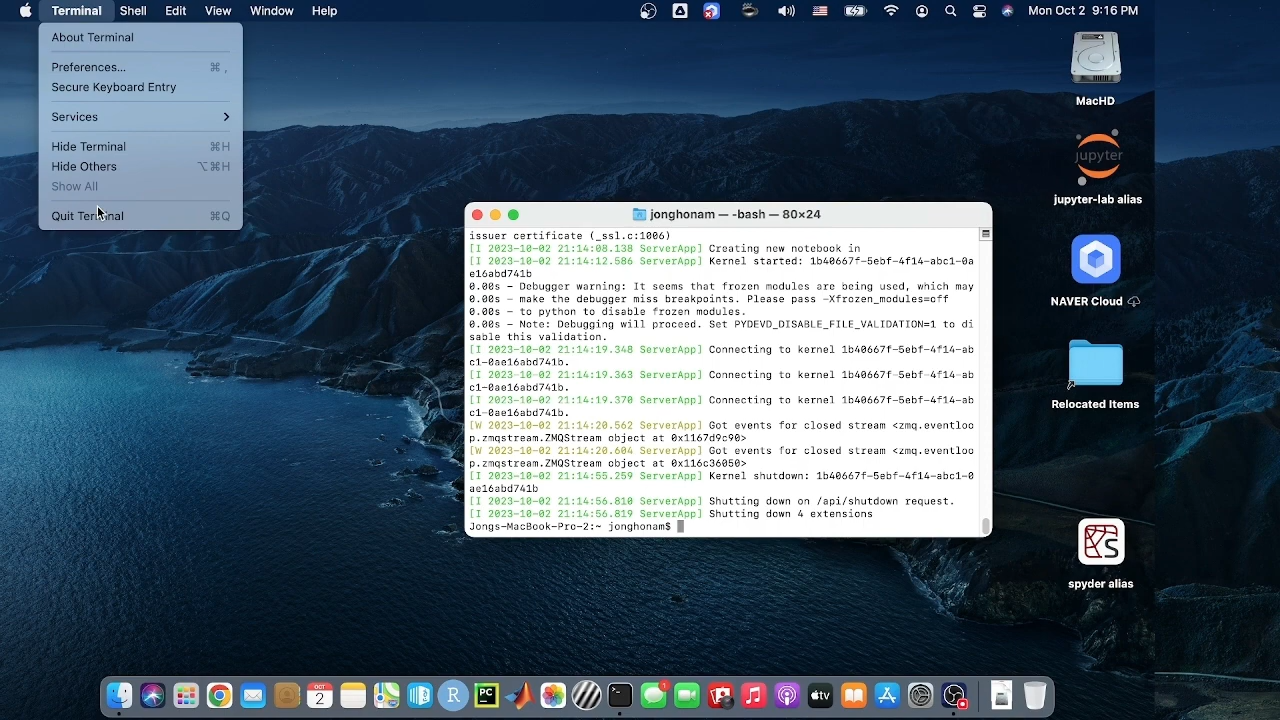 Terminal Shell Edit View Window Help Mon Oct 2 9:16 PM
About Terminal
Preferences... ⌘ ,
Secure Keyboard Entry
Services
Hide Terminal ⌘H
Hide Others ⌥⌘H
Show All
Quit Terminal ⌘Q
MacHD
jupyter
jupyter-lab alias
NAVER Cloud
Relocated Items
spyder alias
jonghonam — -bash — 80×24
issuer certificate (_ssl.c:1006)
[I 2023-10-02 21:14:08.138 ServerApp] Creating new notebook in
[I 2023-10-02 21:14:12.586 ServerApp] Kernel started: 1b40667f-5ebf-4f14-abc1-0a
e16abd741b
0.00s - Debugger warning: It seems that frozen modules are being used, which may
0.00s - make the debugger miss breakpoints. Please pass -Xfrozen_modules=off
0.00s - to python to disable frozen modules.
0.00s - Note: Debugging will proceed. Set PYDEVD_DISABLE_FILE_VALIDATION=1 to di
sable this validation.
[I 2023-10-02 21:14:19.348 ServerApp] Connecting to kernel 1b40667f-5ebf-4f14-ab
c1-0ae16abd741b.
[I 2023-10-02 21:14:19.363 ServerApp] Connecting to kernel 1b40667f-5ebf-4f14-ab
c1-0ae16abd741b.
[I 2023-10-02 21:14:19.370 ServerApp] Connecting to kernel 1b40667f-5ebf-4f14-ab
c1-0ae16abd741b.
[W 2023-10-02 21:14:20.562 ServerApp] Got events for closed stream <zmq.eventloo
p.zmqstream.ZMQStream object at 0x1167d9c90>
[W 2023-10-02 21:14:20.604 ServerApp] Got events for closed stream <zmq.eventloo
p.zmqstream.ZMQStream object at 0x116c36050>
[I 2023-10-02 21:14:55.259 ServerApp] Kernel shutdown: 1b40667f-5ebf-4f14-abc1-0
ae16abd741b
[I 2023-10-02 21:14:56.810 ServerApp] Shutting down on /api/shutdown request.
[I 2023-10-02 21:14:56.819 ServerApp] Shutting down 4 extensions
Jongs-MacBook-Pro-2:~ jonghonam$
OCT
2
R
PC
tv